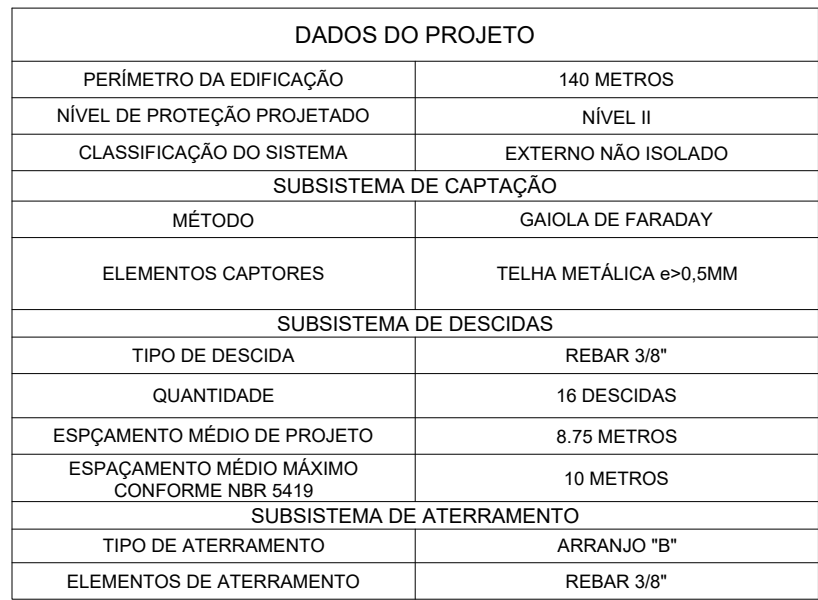 DADOS DO PROJETO
PERÍMETRO DA EDIFICAÇÃO 140 METROS
NÍVEL DE PROTEÇÃO PROJETADO NÍVEL II
CLASSIFICAÇÃO DO SISTEMA EXTERNO NÃO ISOLADO
SUBSISTEMA DE CAPTAÇÃO
MÉTODO GAIOLA DE FARADAY
ELEMENTOS CAPTORES TELHA METÁLICA e>0,5MM
SUBSISTEMA DE DESCIDAS
TIPO DE DESCIDA REBAR 3/8"
QUANTIDADE 16 DESCIDAS
ESPÇAMENTO MÉDIO DE PROJETO 8.75 METROS
ESPAÇAMENTO MÉDIO MÁXIMO
CONFORME NBR 5419 10 METROS
SUBSISTEMA DE ATERRAMENTO
TIPO DE ATERRAMENTO ARRANJO "B"
ELEMENTOS DE ATERRAMENTO REBAR 3/8"